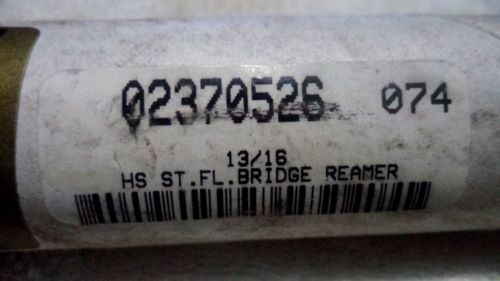 02370526 074
13/16
HS ST.FL.BRIDGE REAMER